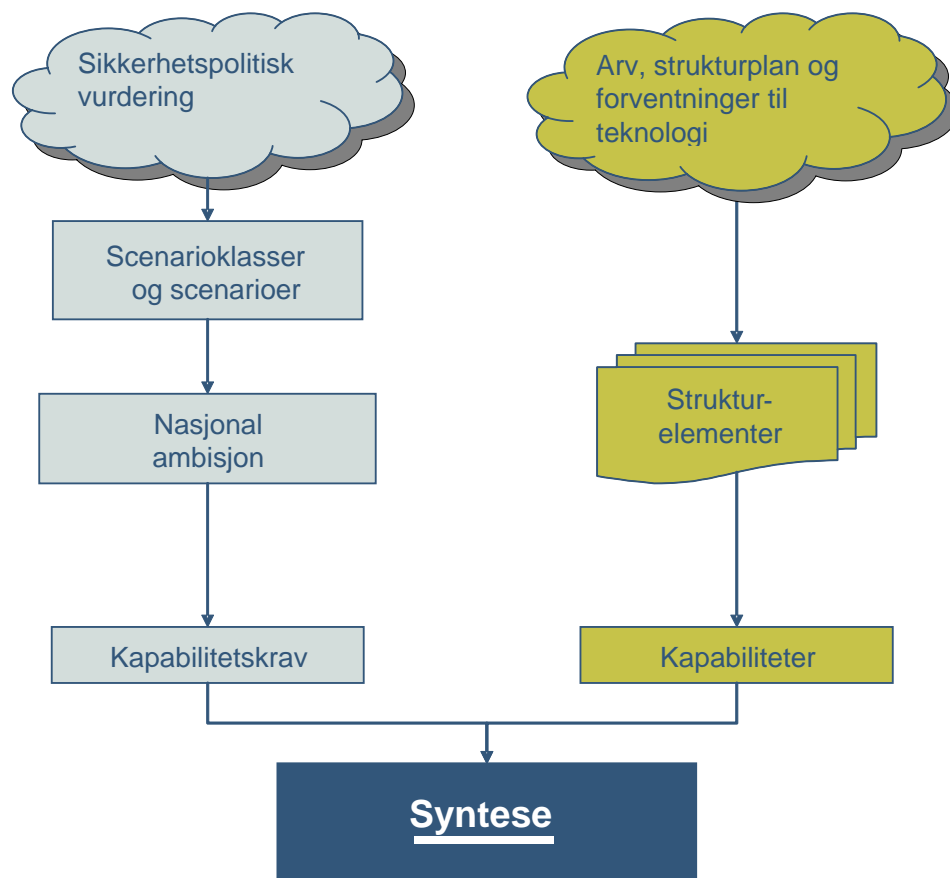 Sikkerhetspolitisk
vurdering
Arv, strukturplan og
forventninger til
teknologi
Scenarioklasser
og scenarioer
Nasjonal
ambisjon
Struktur-
elementer
Kapabilitetskrav
Kapabiliteter
Syntese